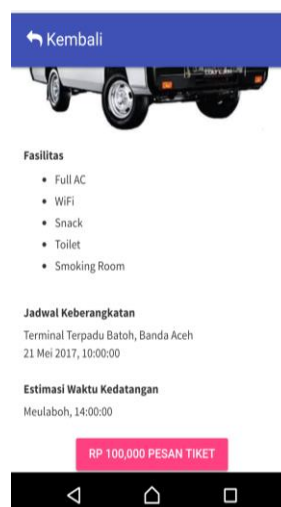 Kembali
Fasilitas
Full AC
WiFi
Snack
Toilet
Smoking Room
Jadwal Keberangkatan
Terminal Terpadu Batoh, Banda Aceh
21 Mei 2017, 10:00:00
Estimasi Waktu Kedatangan
Meulaboh, 14:00:00
RP 100,000 PESAN TIKET